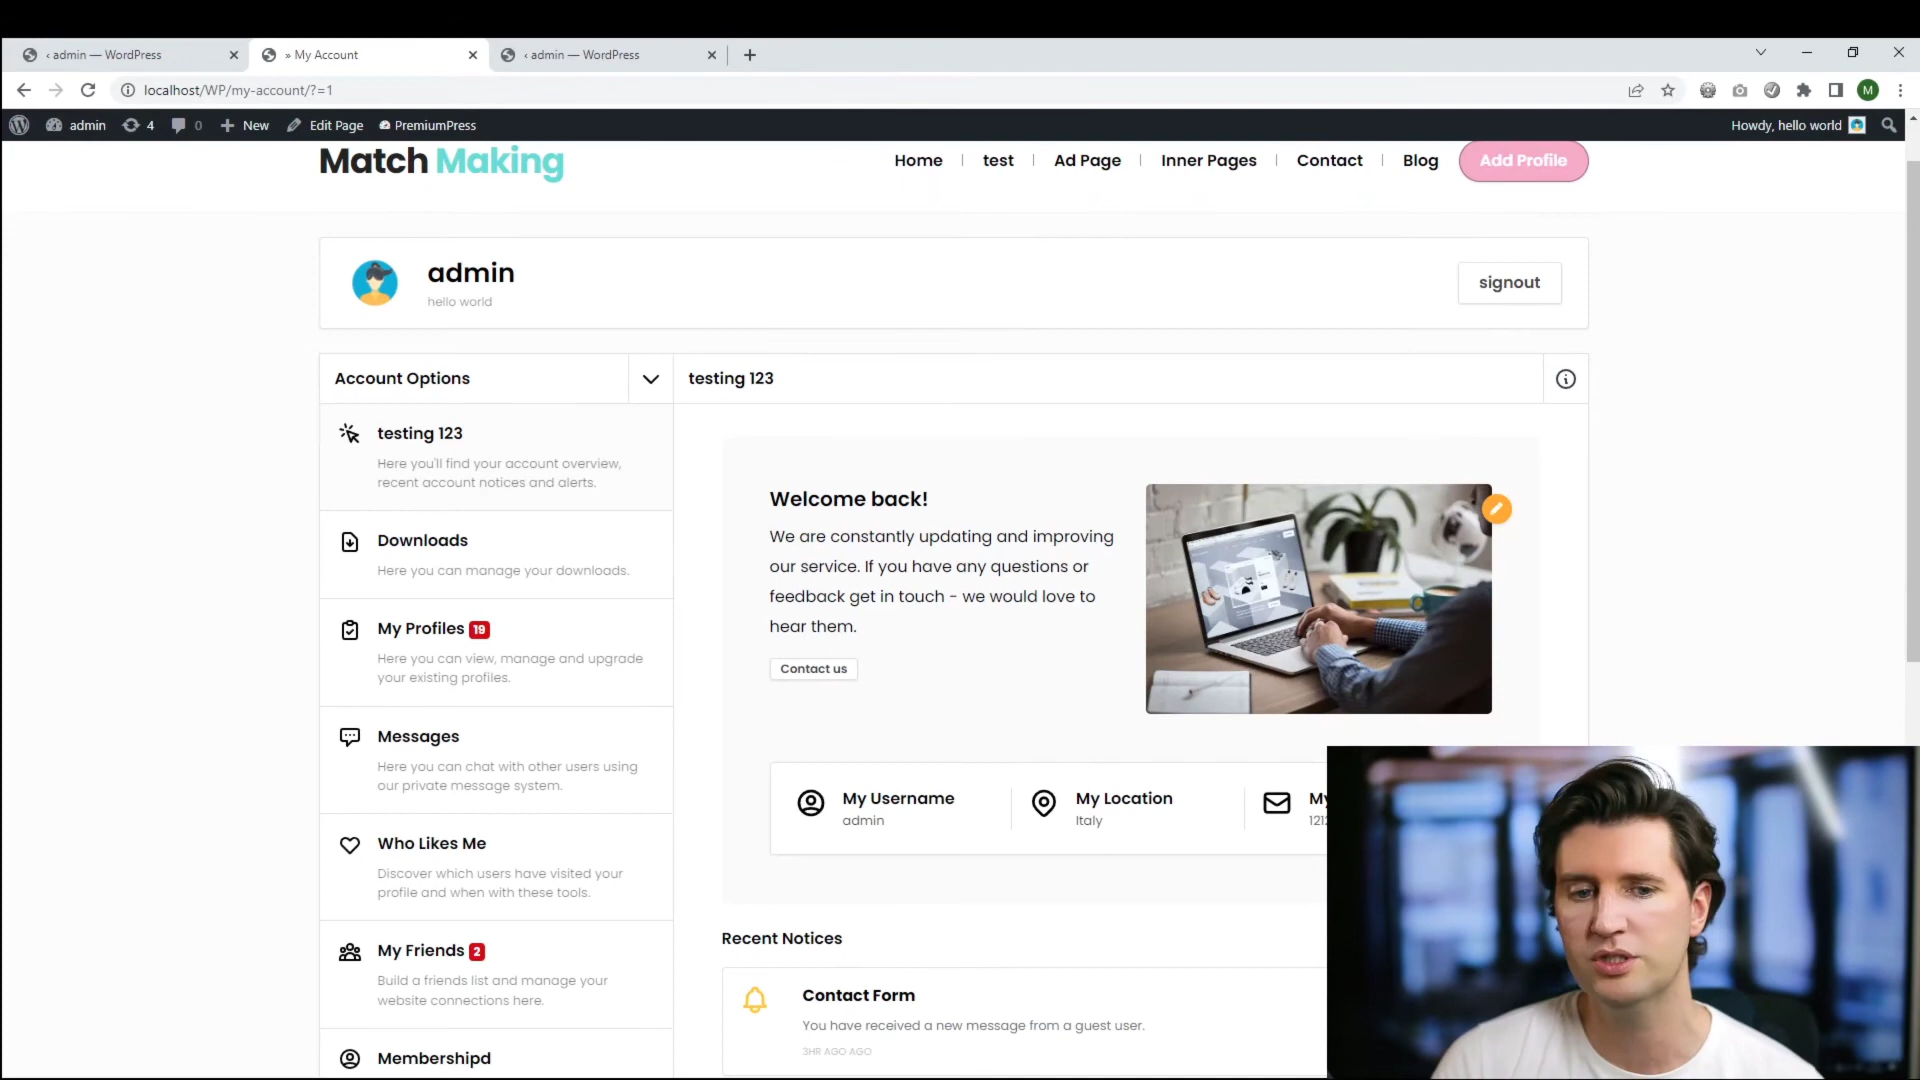 ‹ admin — WordPress
» My Account
‹ admin — WordPress
localhost/WP/my-account/?=1
M
admin
4
0
New
Edit Page
PremiumPress
Howdy, hello world
Match Making
Home
test
Ad Page
Inner Pages
Contact
Blog
Add Profile
admin
hello world
signout
Account Options
testing 123
testing 123
Here you'll find your account overview,
recent account notices and alerts.
Downloads
Here you can manage your downloads.
My Profiles 19
Here you can view, manage and upgrade
your existing profiles.
Messages
Here you can chat with other users using
our private message system.
Who Likes Me
Discover which users have visited your
profile and when with these tools.
My Friends 2
Build a friends list and manage your
website connections here.
Membershipd
Welcome back!
We are constantly updating and improving
our service. If you have any questions or
feedback get in touch - we would love to
hear them.
Contact us
My Username
admin
My Location
Italy
My
1212
Recent Notices
Contact Form
You have received a new message from a guest user.
3HR AGO AGO